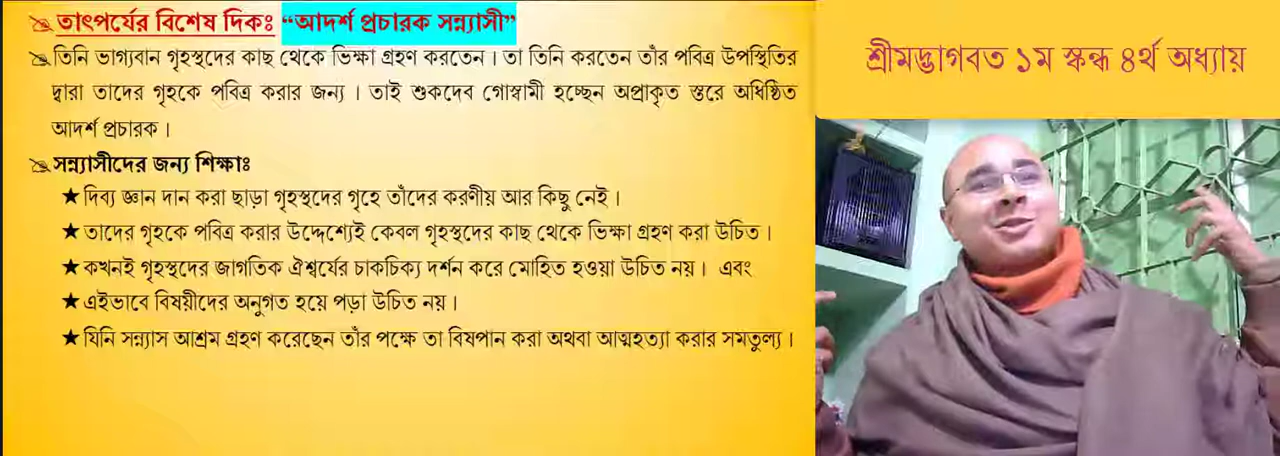 তাৎপর্যের বিশেষ দিকঃ “আদর্শ প্রচারক সন্ন্যাসী”
তিনি ভাগ্যবান গৃহস্থদের কাছ থেকে ভিক্ষা গ্রহণ করতেন। তা তিনি করতেন তাঁর পবিত্র উপস্থিতির
দ্বারা তাদের গৃহকে পবিত্র করার জন্য । তাই শুকদেব গোস্বামী হচ্ছেন অপ্রাকৃত স্তরে অধিষ্ঠিত
আদর্শ প্রচারক।
সন্ন্যাসীদের জন্য শিক্ষাঃ
★ দিব্য জ্ঞান দান করা ছাড়া গৃহস্থদের গৃহে তাঁদের করণীয় আর কিছু নেই।
★ তাদের গৃহকে পবিত্র করার উদ্দেশ্যেই কেবল গৃহস্থদের কাছ থেকে ভিক্ষা গ্রহণ করা উচিত।
★ কখনই গৃহস্থদের জাগতিক ঐশ্বর্যের চাকচিক্য দর্শন করে মোহিত হওয়া উচিত নয়। এবং
★ এইভাবে বিষয়ীদের অনুগত হয়ে পড়া উচিত নয়।
★ যিনি সন্ন্যাস আশ্রম গ্রহণ করেছেন তাঁর পক্ষে তা বিষপান করা অথবা আত্মহত্যা করার সমতুল্য।
শ্রীমদ্ভাগবত ১ম স্কন্ধ ৪র্থ অধ্যায়